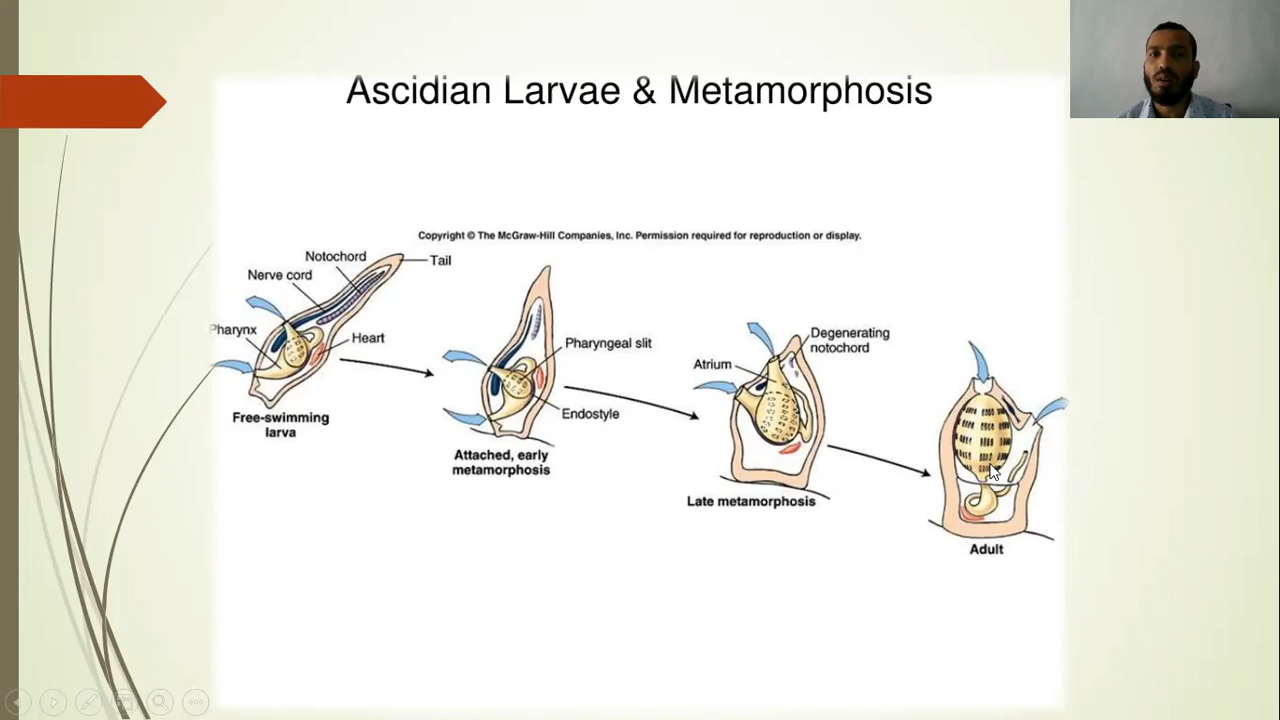 Ascidian Larvae & Metamorphosis
Copyright © The McGraw-Hill Companies, Inc. Permission required for reproduction or display.
Notochord
Tail
Nerve cord
Pharynx
Heart
Free-swimming
larva
Pharyngeal slit
Endostyle
Attached, early
metamorphosis
Degenerating
notochord
Atrium
Late metamorphosis
Adult